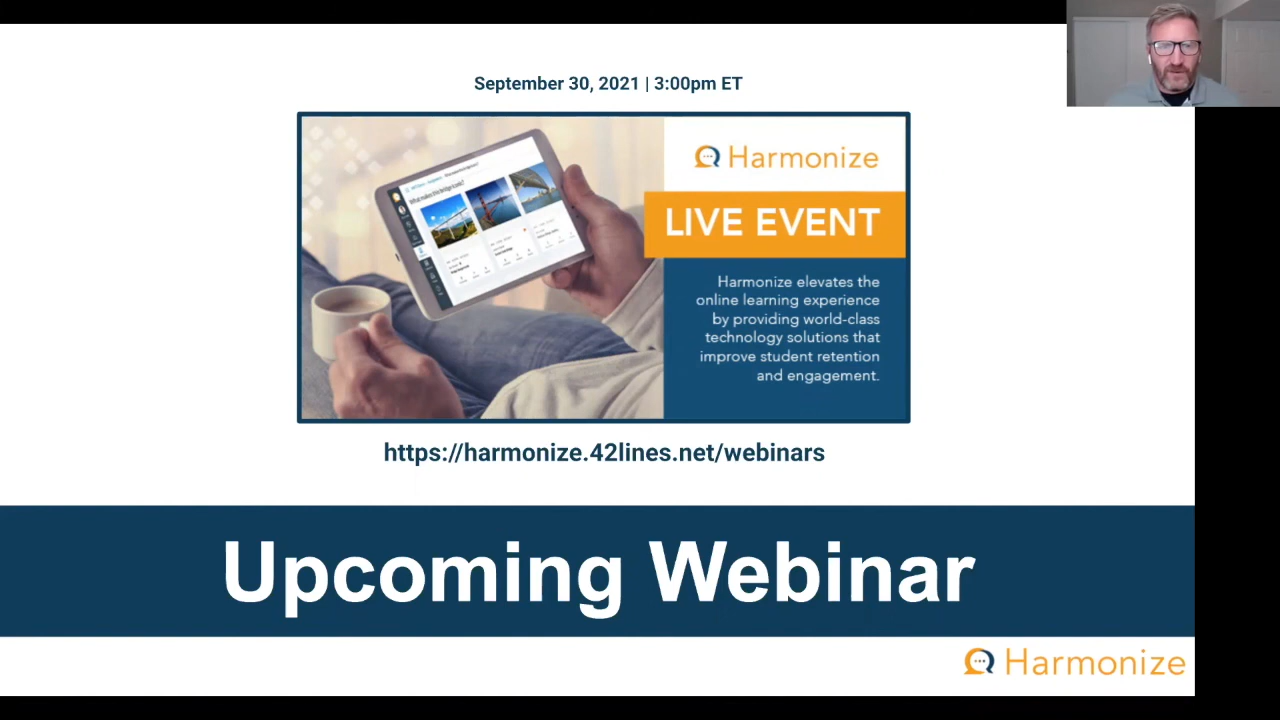 September 30, 2021 | 3:00pm ET
Harmonize
LIVE EVENT
Harmonize elevates the
online learning experience
by providing world-class
technology solutions that
improve student retention
and engagement.
https://harmonize.42lines.net/webinars
Upcoming Webinar
Harmonize